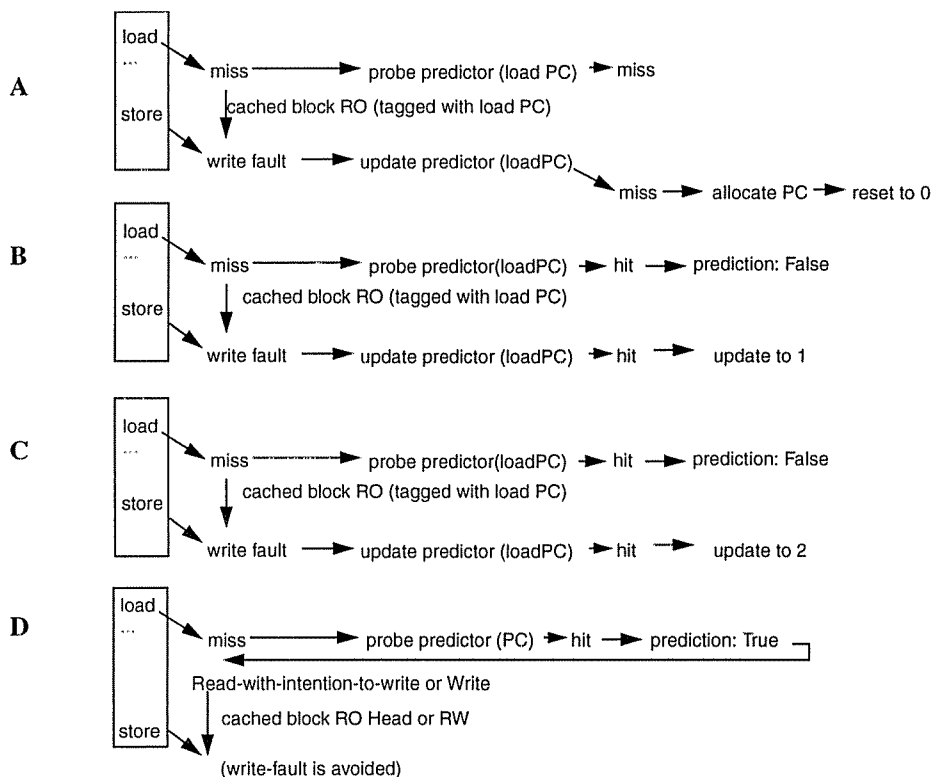 load
...
A
miss probe predictor (load PC) miss
cached block RO (tagged with load PC)
store
write fault update predictor (loadPC)
miss allocate PC reset to 0
load
...
B
miss probe predictor(loadPC) hit prediction: False
cached block RO (tagged with load PC)
store
write fault update predictor (loadPC) hit update to 1
load
...
C
miss probe predictor(loadPC) hit prediction: False
cached block RO (tagged with load PC)
store
write fault update predictor (loadPC) hit update to 2
load
...
D
miss probe predictor (PC) hit prediction: True
Read-with-intention-to-write or Write
cached block RO Head or RW
store
(write-fault is avoided)